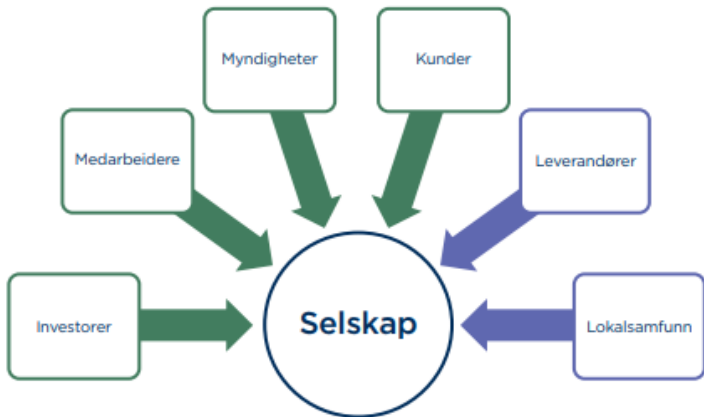 Myndigheter
Kunder
Medarbeidere
Leverandører
Investorer
Selskap
Lokalsamfunn